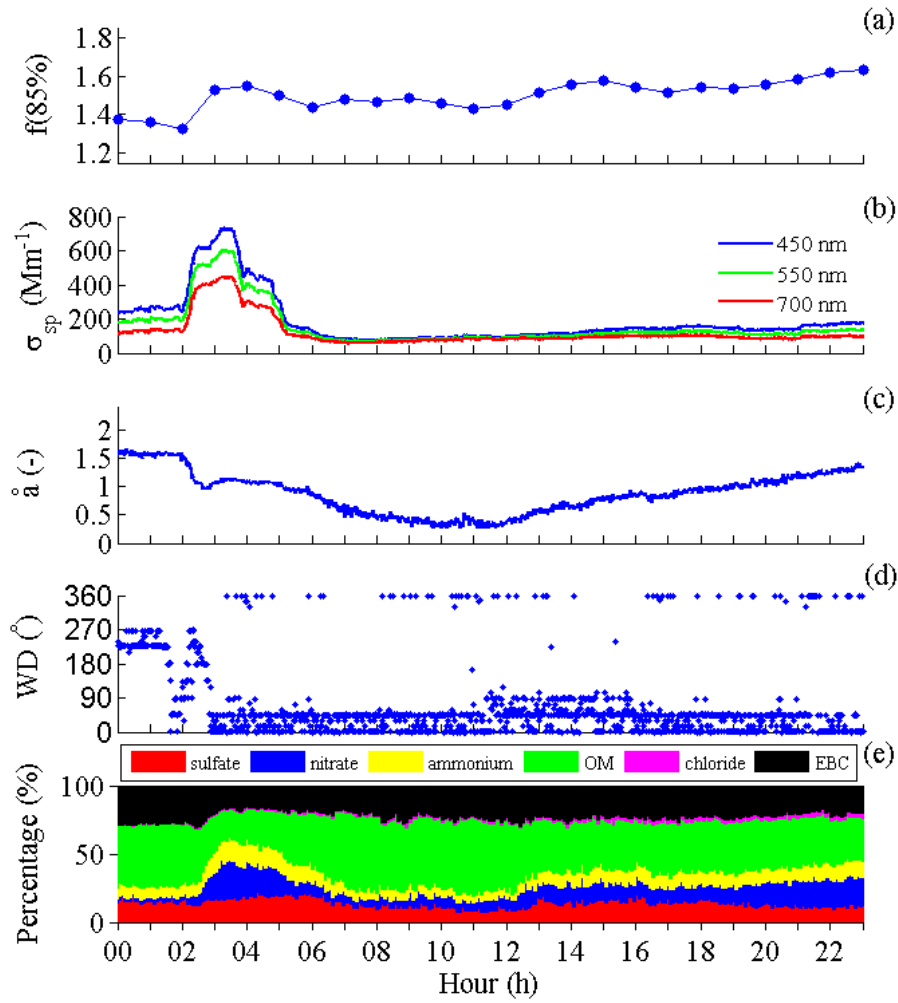 (a)
f(85%)
1.8
1.6
1.4
1.2
(b)
σsp (Mm-1)
800
600
400
200
0
450 nm
550 nm
700 nm
(c)
å (-)
2
1.5
1
0.5
0
(d)
WD (°)
360
270
180
90
0
sulfate nitrate ammonium OM chloride EBC (e)
Percentage (%)
100
50
0
00 02 04 06 08 10 12 14 16 18 20 22
Hour (h)